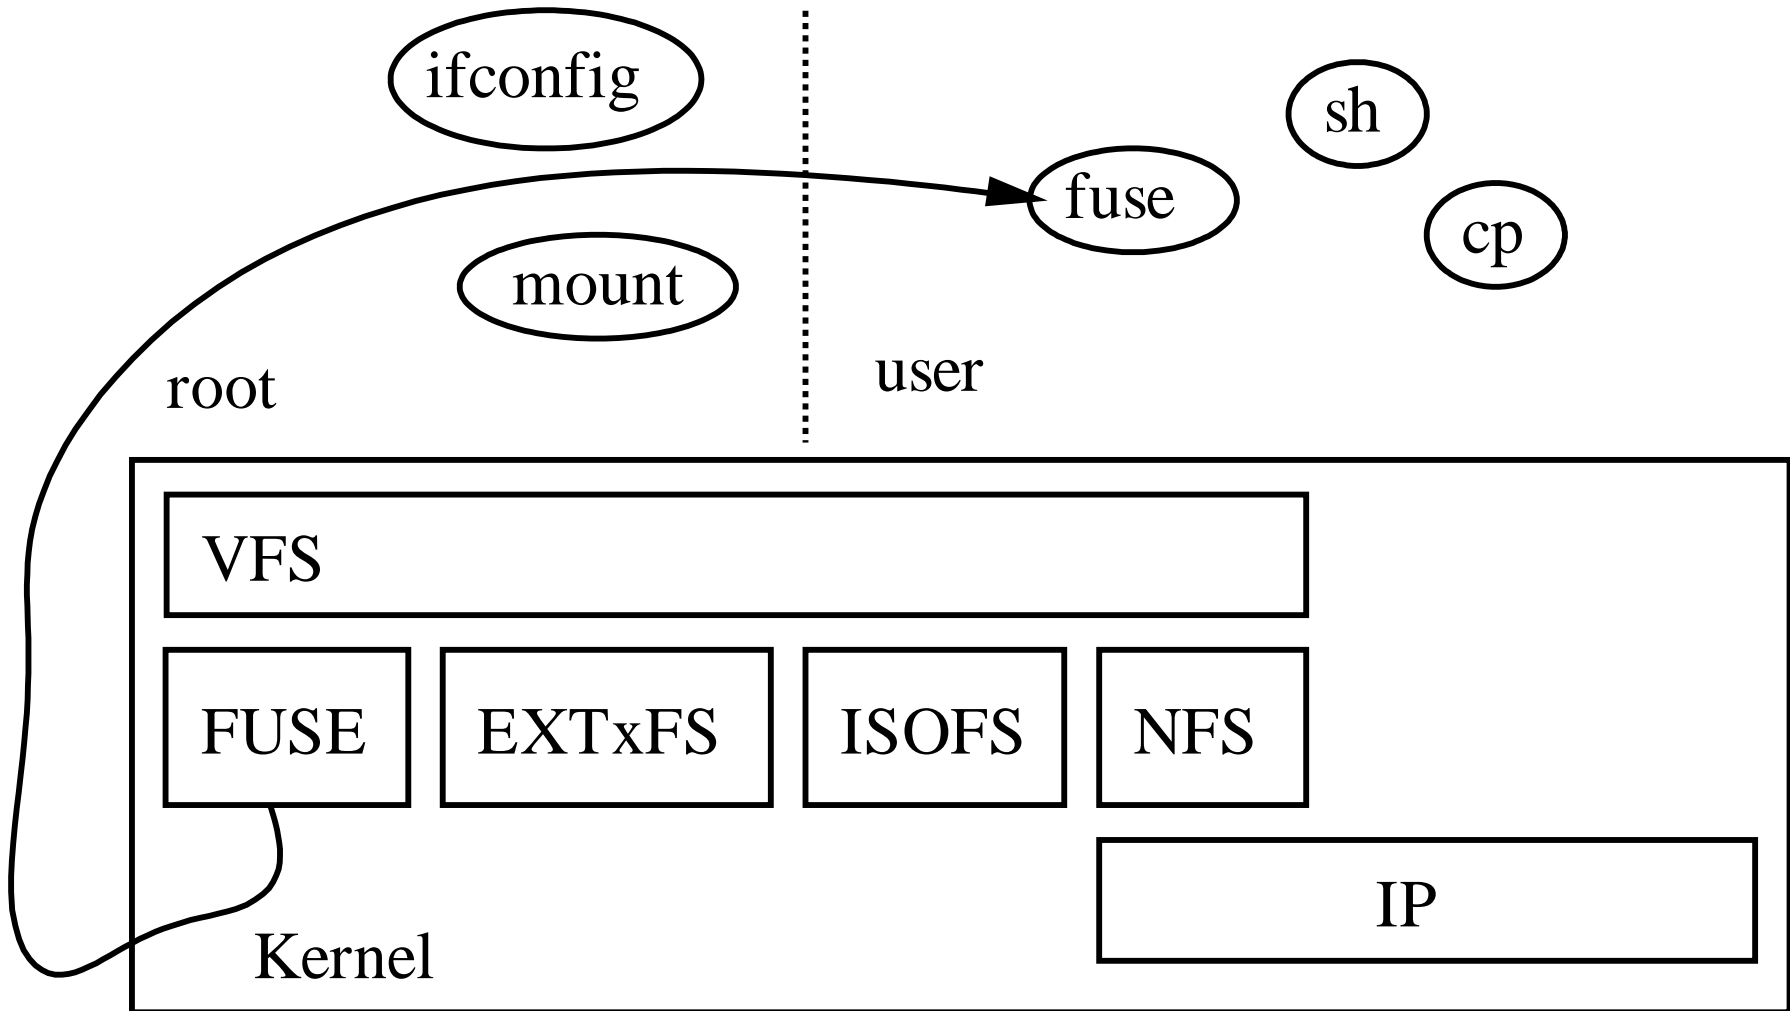 ifconfig
sh
fuse
cp
mount
user
root
VFS
FUSE
EXTxFS
ISOFS
NFS
IP
Kernel